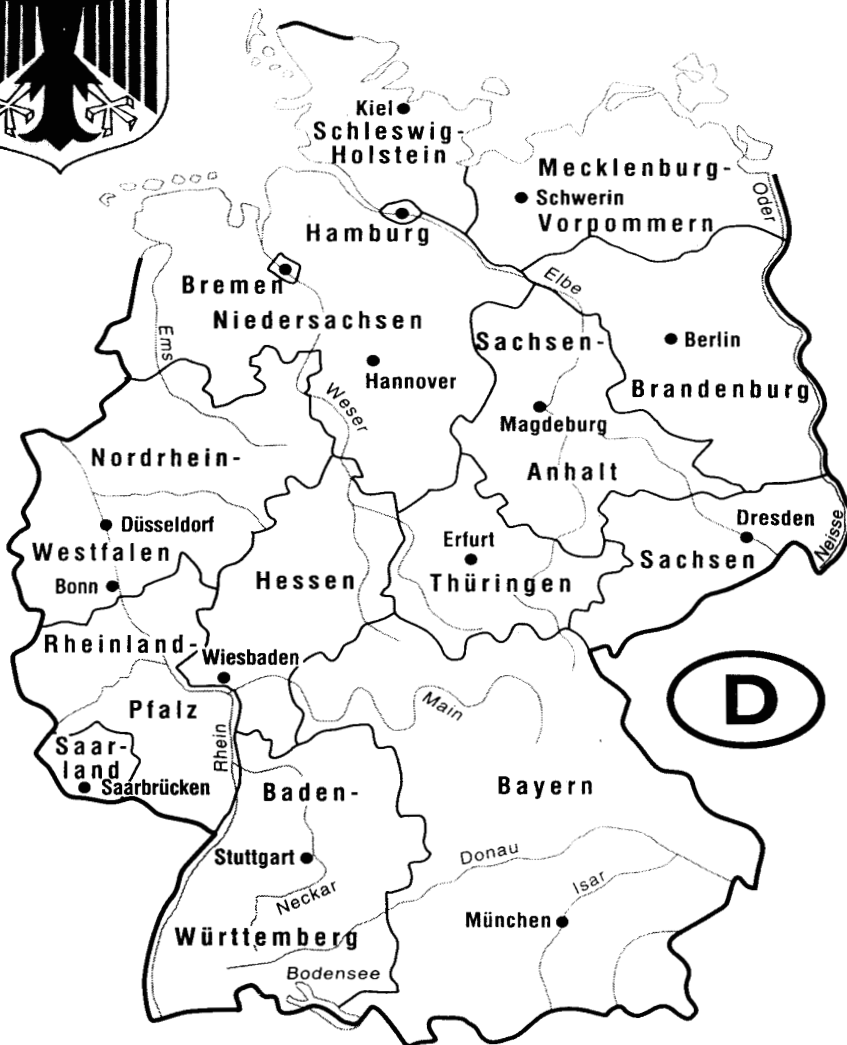 Kiel
Schleswig-
Holstein
Mecklenburg-
Schwerin
Vorpommern
Oder
Hamburg
Bremen
Elbe
Niedersachsen
Ems
Sachsen-
Berlin
Hannover
Brandenburg
Weser
Magdeburg
Nordrhein-
Anhalt
Düsseldorf
Dresden
Neisse
Westfalen
Erfurt
Sachsen
Bonn
Hessen
Thüringen
Rheinland-
Wiesbaden
Pfalz
Main
D
Rhein
Saar-
land
Saarbrücken
Baden-
Bayern
Stuttgart
Donau
Isar
Neckar
München
Württemberg
Bodensee